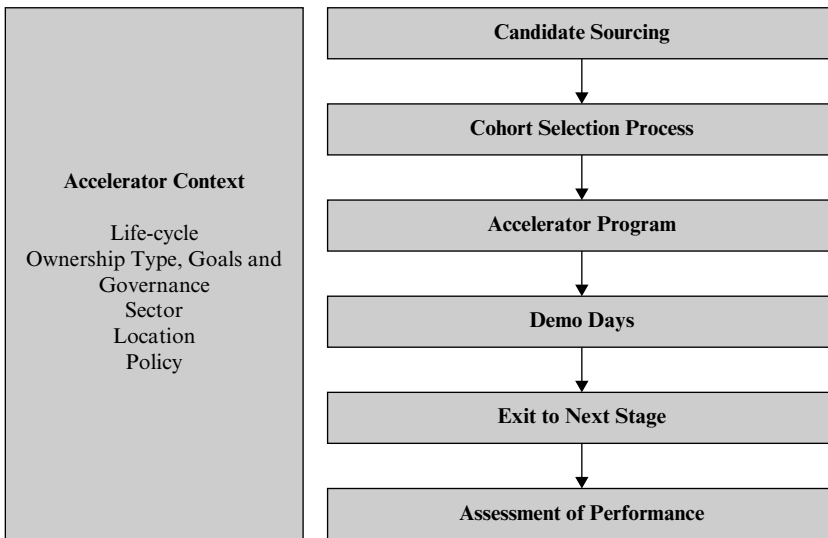 Accelerator Context
Life-cycle
Ownership Type, Goals and
Governance
Sector
Location
Policy
Candidate Sourcing
Cohort Selection Process
Accelerator Program
Demo Days
Exit to Next Stage
Assessment of Performance